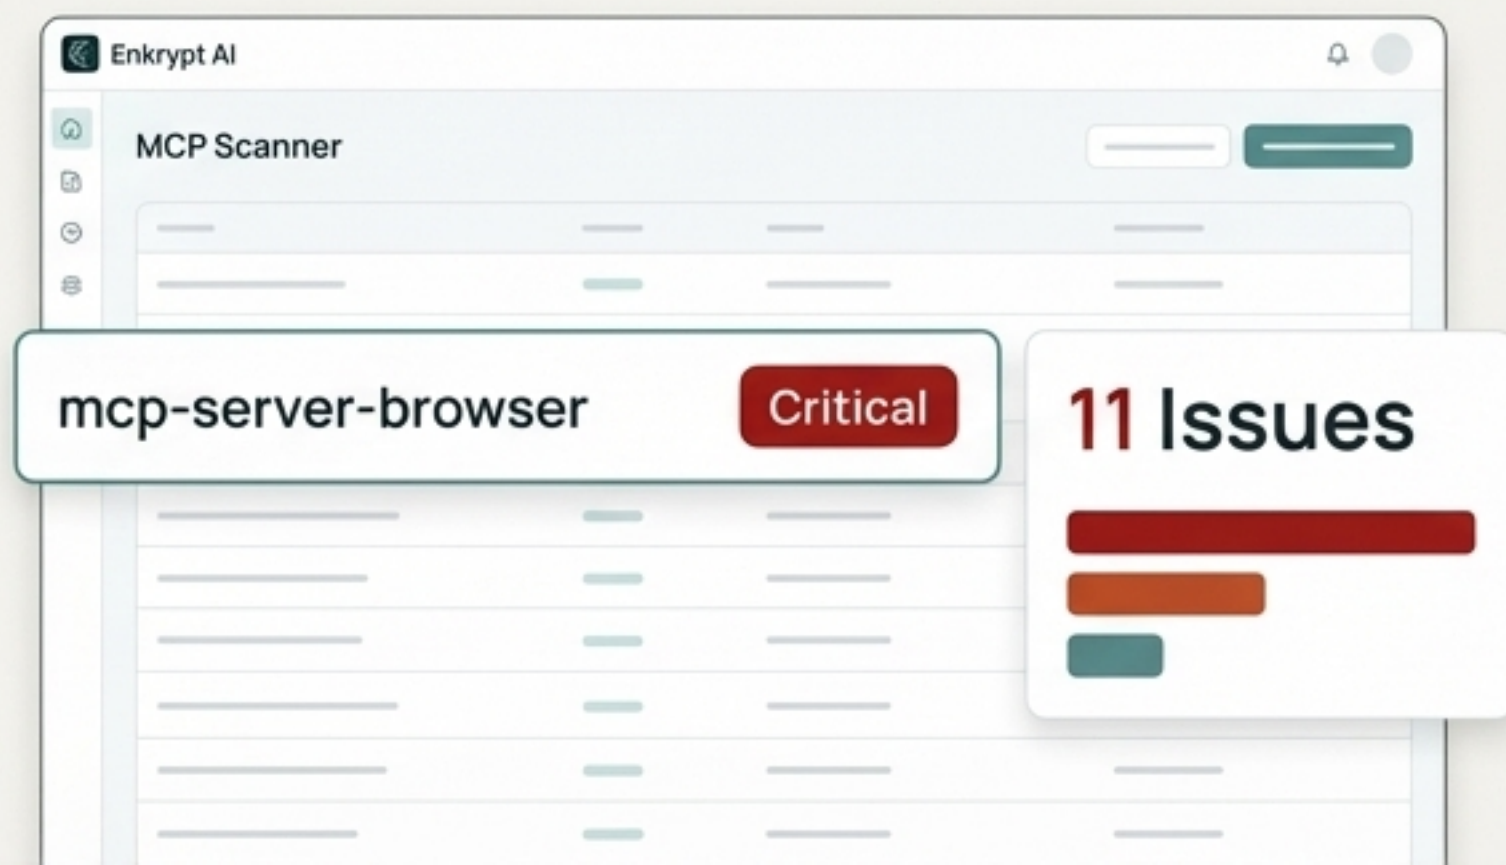 Enkrypt AI
MCP Scanner
mcp-server-browser
Critical
11 Issues